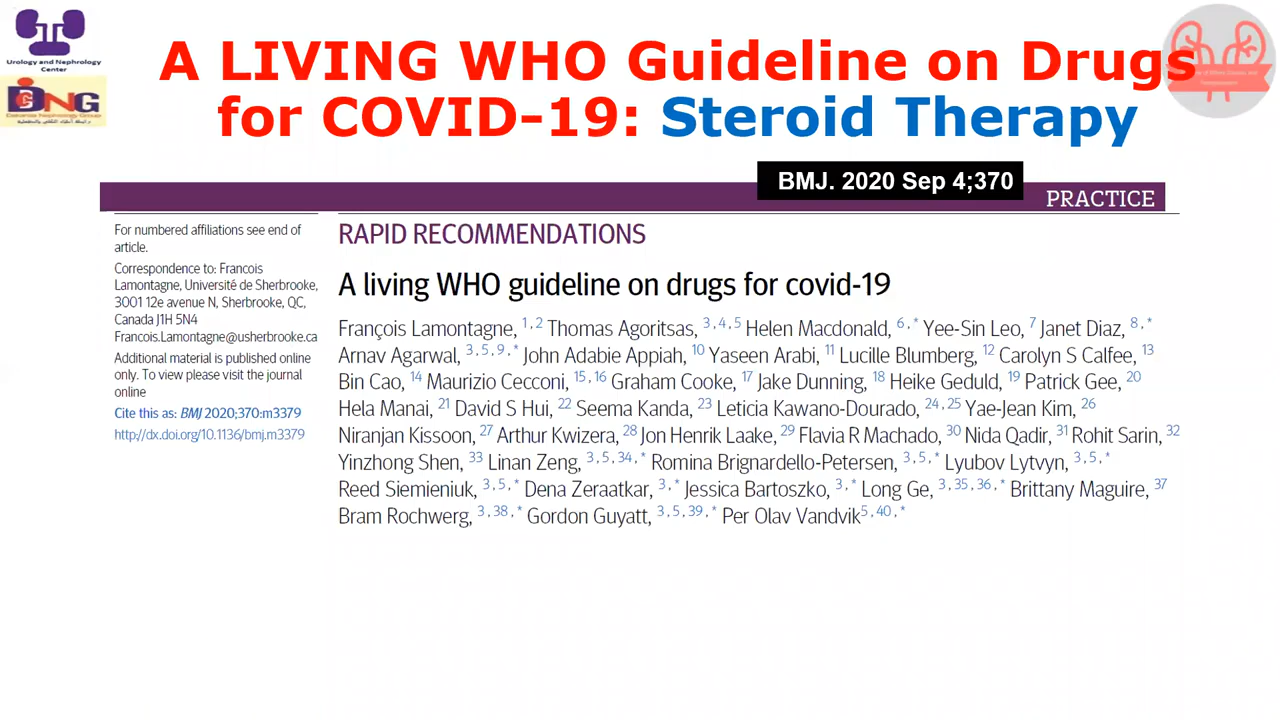 Urology and Nephrology
Center
DNG
A LIVING WHO Guideline on Drugs
for COVID-19: Steroid Therapy
BMJ. 2020 Sep 4;370
PRACTICE
For numbered affiliations see end of
article.
Correspondence to: Francois
Lamontagne, Université de Sherbrooke,
3001 12e avenue N, Sherbrooke, QC,
Canada J1H 5N4
Francois.Lamontagne@usherbrooke.ca
Additional material is published online
only. To view please visit the journal
online
Cite this as: BMJ 2020;370:m3379
http://dx.doi.org/10.1136/bmj.m3379
RAPID RECOMMENDATIONS
A living WHO guideline on drugs for covid-19
François Lamontagne, 1,2 Thomas Agoritsas, 3,4,5 Helen Macdonald, 6,* Yee-Sin Leo, 7 Janet Diaz, 8,*
Arnav Agarwal, 3,5,9,* John Adabie Appiah, 10 Yaseen Arabi, 11 Lucille Blumberg, 12 Carolyn S Calfee, 13
Bin Cao, 14 Maurizio Cecconi, 15,16 Graham Cooke, 17 Jake Dunning, 18 Heike Geduld, 19 Patrick Gee, 20
Hela Manai, 21 David S Hui, 22 Seema Kanda, 23 Leticia Kawano-Dourado, 24,25 Yae-Jean Kim, 26
Niranjan Kissoon, 27 Arthur Kwizera, 28 Jon Henrik Laake, 29 Flavia R Machado, 30 Nida Qadir, 31 Rohit Sarin, 32
Yinzhong Shen, 33 Linan Zeng, 3,5,34,* Romina Brignardello-Petersen, 3,5,* Lyubov Lytvyn, 3,5,*
Reed Siemieniuk, 3,5,* Dena Zeraatkar, 3,* Jessica Bartoszko, 3,* Long Ge, 3,35,36,* Brittany Maguire, 37
Bram Rochwerg, 3,38,* Gordon Guyatt, 3,5,39,* Per Olav Vandvik5,40,*